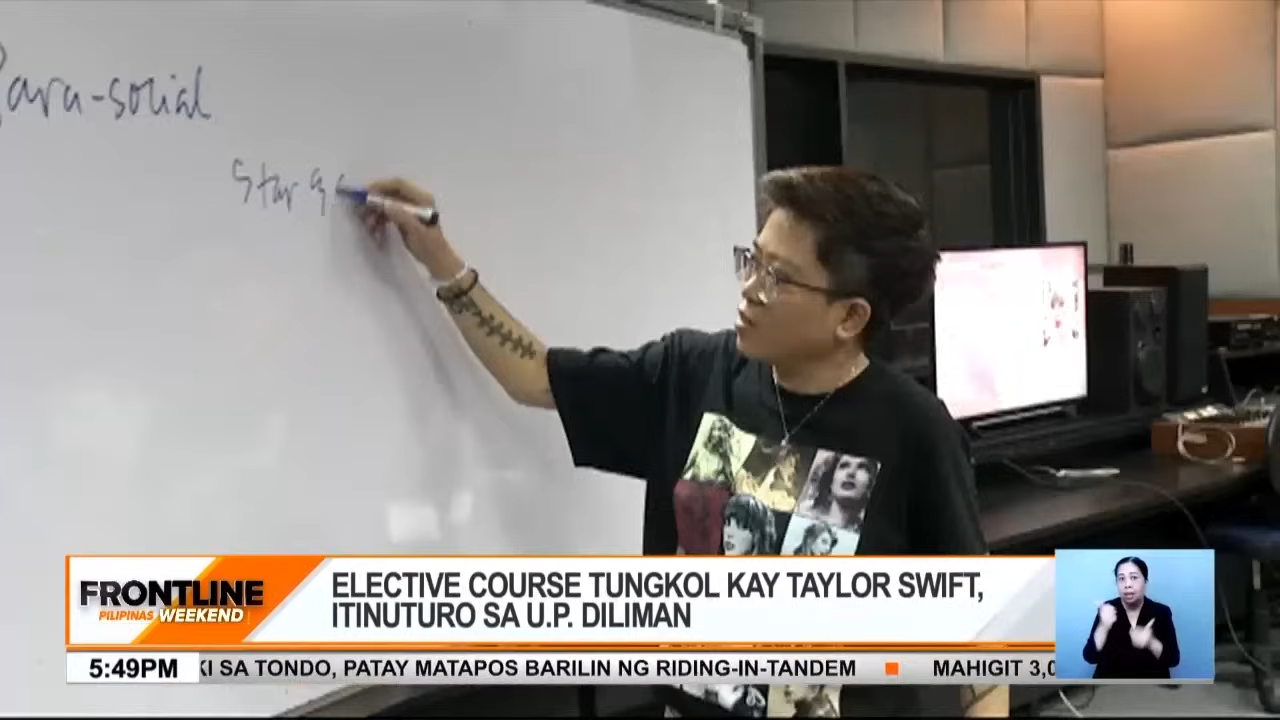 Para-social
Star
FRONTLINE
PILIPINAS WEEKEND
ELECTIVE COURSE TUNGKOL KAY TAYLOR SWIFT,
ITINUTURO SA U.P. DILIMAN
5:49PM KI SA TONDO, PATAY MATAPOS BARILIN NG RIDING-IN-TANDEM MAHIGIT 3,0